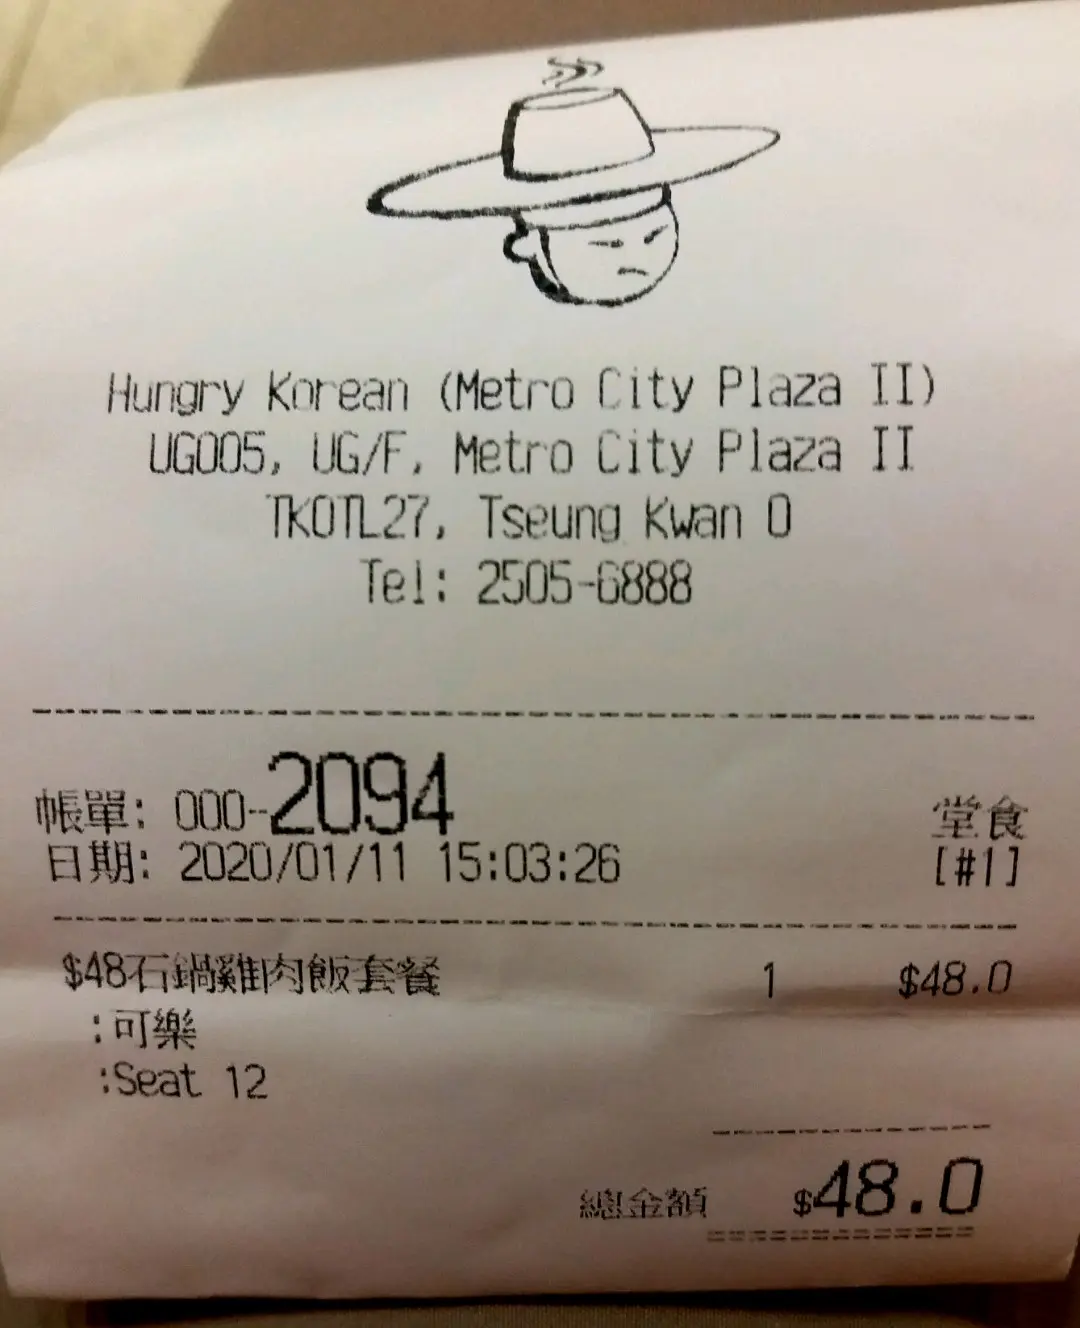 Hungry Korean (Metro City Plaza II)
UG005, UG/F, Metro City Plaza II
TKOTL27, Tseung Kwan O
Tel: 2505-6888
帳單: 000-2094 堂食
日期: 2020/01/11 15:03:26 [#1]
$48石鍋雞肉飯套餐 1 $48.0
:可樂
:Seat 12
總金額 $48.0